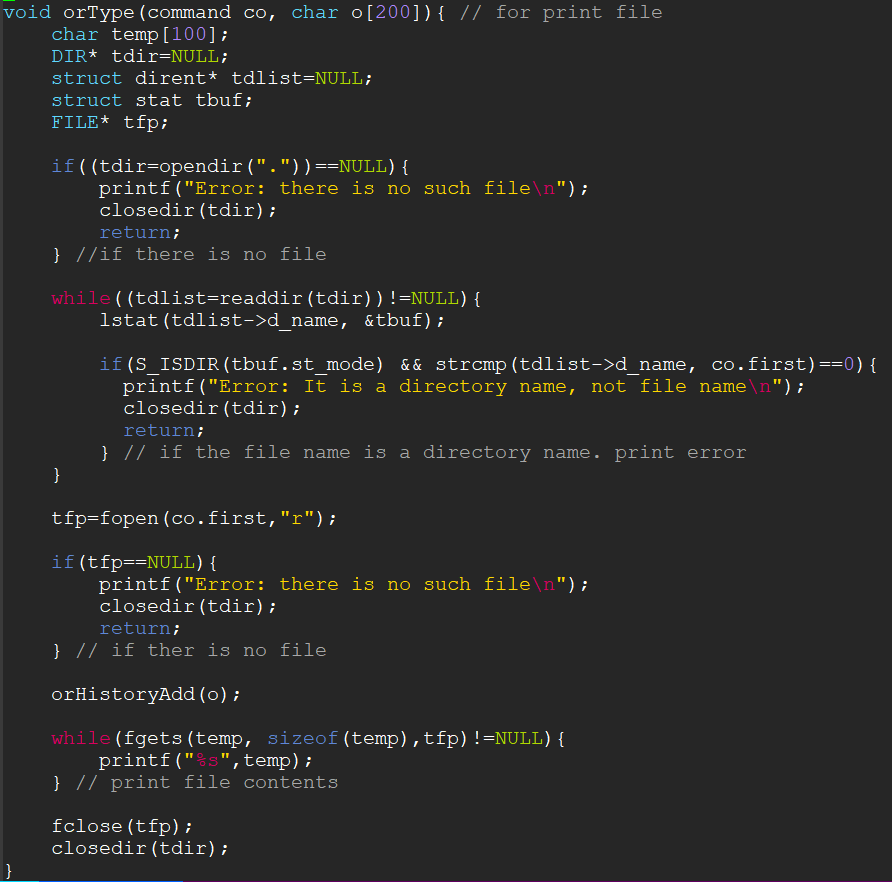 void orType(command co, char o[200]){ // for print file
    char temp[100];
    DIR* tdir=NULL;
    struct dirent* tdlist=NULL;
    struct stat tbuf;
    FILE* tfp;

    if((tdir=opendir("."))==NULL){
        printf("Error: there is no such file\n");
        closedir(tdir);
        return;
    } //if there is no file

    while((tdlist=readdir(tdir))!=NULL){
        lstat(tdlist->d_name, &tbuf);

        if(S_ISDIR(tbuf.st_mode) && strcmp(tdlist->d_name, co.first)==0){
          printf("Error: It is a directory name, not file name\n");
          closedir(tdir);
          return;
        } // if the file name is a directory name. print error
    }

    tfp=fopen(co.first,"r");

    if(tfp==NULL){
        printf("Error: there is no such file\n");
        closedir(tdir);
        return;
    } // if ther is no file

    orHistoryAdd(o);

    while(fgets(temp, sizeof(temp),tfp)!=NULL){
        printf("%s",temp);
    } // print file contents

    fclose(tfp);
    closedir(tdir);
}